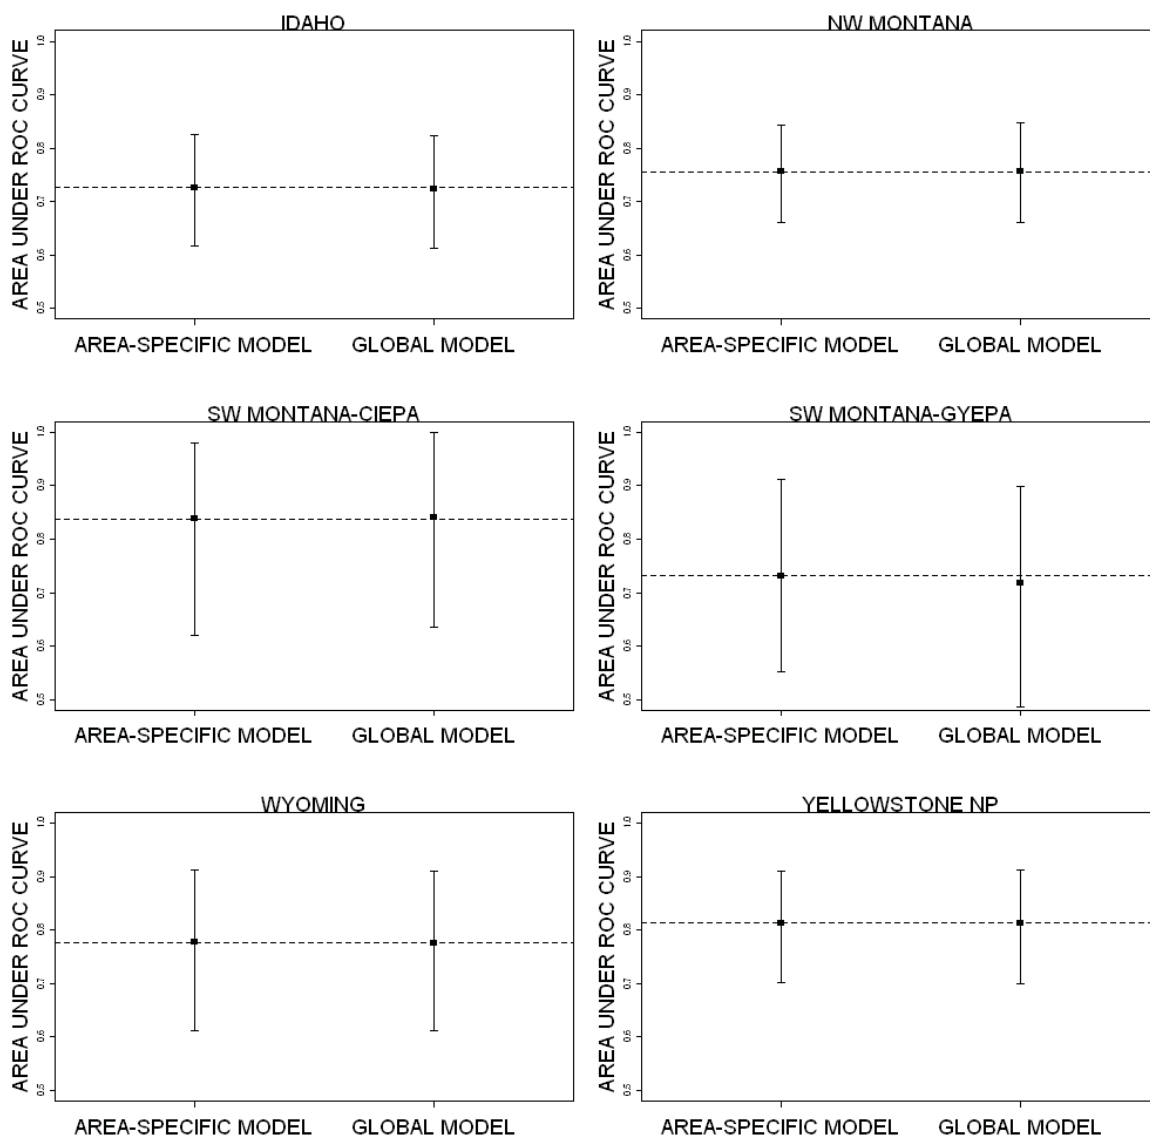 IDAHO
AREA UNDER ROC CURVE
1.0
0.9
0.8
0.7
0.6
0.5
AREA-SPECIFIC MODEL GLOBAL MODEL
NW MONTANA
AREA UNDER ROC CURVE
1.0
0.9
0.8
0.7
0.6
0.5
AREA-SPECIFIC MODEL GLOBAL MODEL
SW MONTANA-CIEPA
AREA UNDER ROC CURVE
1.0
0.9
0.8
0.7
0.6
0.5
AREA-SPECIFIC MODEL GLOBAL MODEL
SW MONTANA-GYEPA
AREA UNDER ROC CURVE
1.0
0.9
0.8
0.7
0.6
0.5
AREA-SPECIFIC MODEL GLOBAL MODEL
WYOMING
AREA UNDER ROC CURVE
1.0
0.9
0.8
0.7
0.6
0.5
AREA-SPECIFIC MODEL GLOBAL MODEL
YELLOWSTONE NP
AREA UNDER ROC CURVE
1.0
0.9
0.8
0.7
0.6
0.5
AREA-SPECIFIC MODEL GLOBAL MODEL